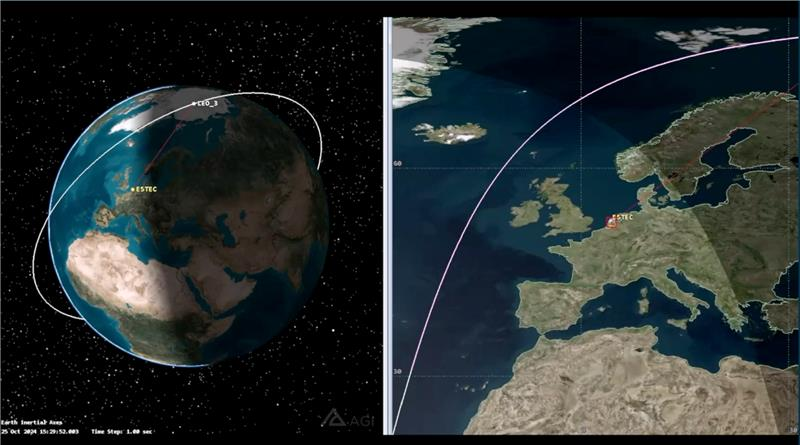 LEO_3
ESTEC
Earth Inertial Axes
25 Oct 2024 15:29:52.003    Time Step: 1.00 sec
AGI
60
ESTEC
30